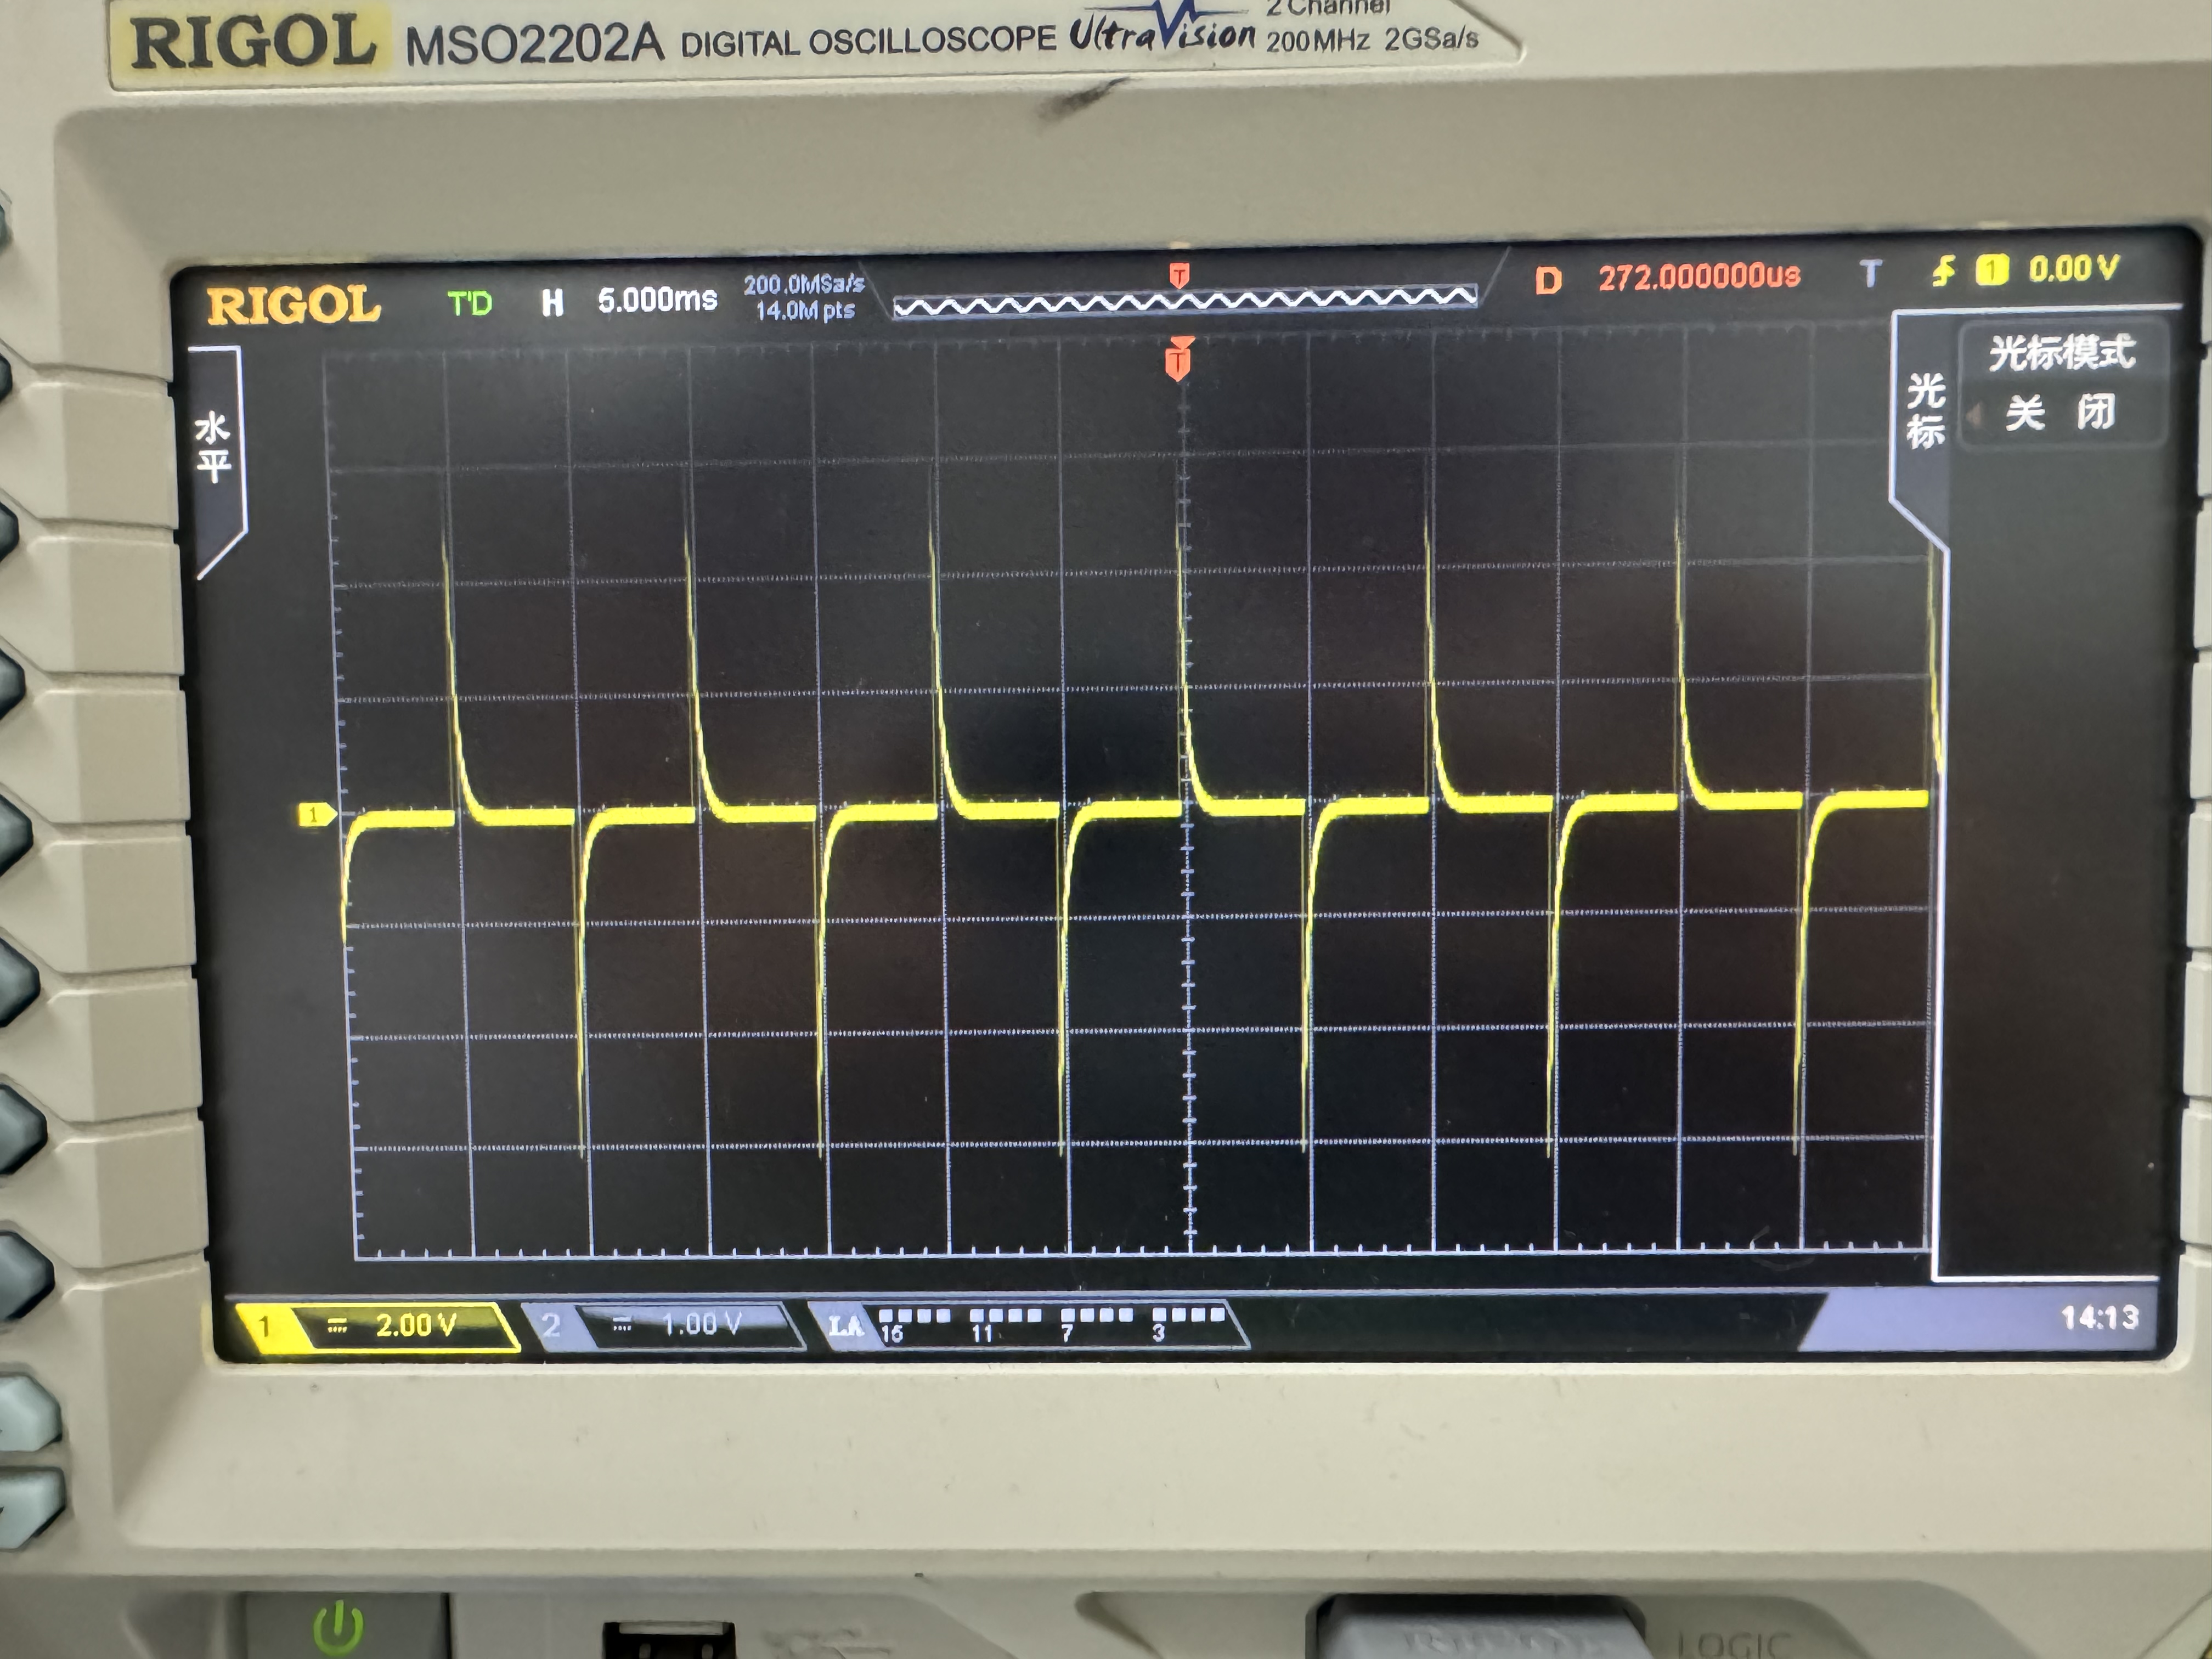 RIGOL MSO2202A DIGITAL OSCILLOSCOPE UltraVision 2 Channel
200MHz 2GSa/s
RIGOL T'D H 5.000ms 200.0MSa/s
14.0M pts
T
D 272.000000us T 1 0.00 V
T
水平
光标
光标模式
关 闭
1
1 2.00 V 2 1.00 V LA 15 11 7 3
14:13
LOGIC